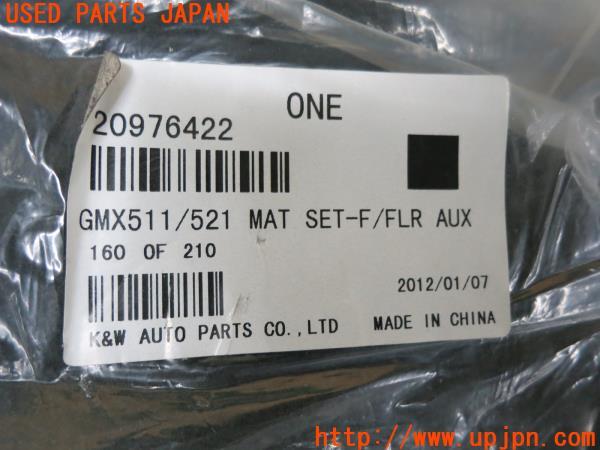 USED PARTS JAPAN
ONE
20976422
GMX511/521 MAT SET-F/FLR AUX
160 OF 210
2012/01/07
K&W AUTO PARTS CO.,LTD
MADE IN CHINA
UPJ http://www.upjpn.com